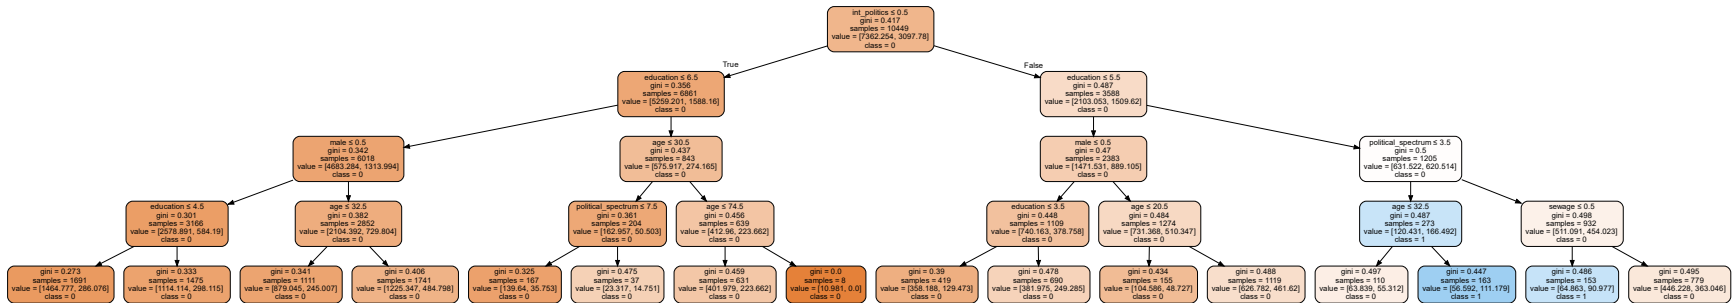 int_politics ≤ 0.5
gini = 0.417
samples = 10449
value = [7362.254, 3097.78]
class = 0
True
False
education ≤ 6.5
gini = 0.356
samples = 6861
value = [5259.201, 1588.16]
class = 0
education ≤ 5.5
gini = 0.487
samples = 3588
value = [2103.053, 1509.62]
class = 0
male ≤ 0.5
gini = 0.342
samples = 6018
value = [4683.284, 1313.994]
class = 0
age ≤ 30.5
gini = 0.437
samples = 843
value = [575.917, 274.165]
class = 0
male ≤ 0.5
gini = 0.47
samples = 2383
value = [1471.531, 889.105]
class = 0
political_spectrum ≤ 3.5
gini = 0.5
samples = 1205
value = [631.522, 620.514]
class = 0
education ≤ 4.5
gini = 0.301
samples = 3166
value = [2578.891, 584.19]
class = 0
age ≤ 32.5
gini = 0.382
samples = 2852
value = [2104.392, 729.804]
class = 0
political_spectrum ≤ 7.5
gini = 0.361
samples = 204
value = [162.957, 50.503]
class = 0
age ≤ 74.5
gini = 0.456
samples = 639
value = [412.96, 223.662]
class = 0
education ≤ 3.5
gini = 0.448
samples = 1109
value = [740.163, 378.758]
class = 0
age ≤ 20.5
gini = 0.484
samples = 1274
value = [731.368, 510.347]
class = 0
age ≤ 32.5
gini = 0.487
samples = 273
value = [120.431, 166.492]
class = 1
sewage ≤ 0.5
gini = 0.498
samples = 932
value = [511.091, 454.023]
class = 0
gini = 0.273
samples = 1691
value = [1464.777, 286.076]
class = 0
gini = 0.333
samples = 1475
value = [1114.114, 298.115]
class = 0
gini = 0.341
samples = 1111
value = [879.045, 245.007]
class = 0
gini = 0.406
samples = 1741
value = [1225.347, 484.798]
class = 0
gini = 0.325
samples = 167
value = [139.64, 35.753]
class = 0
gini = 0.475
samples = 37
value = [23.317, 14.751]
class = 0
gini = 0.459
samples = 631
value = [401.979, 223.662]
class = 0
gini = 0.0
samples = 8
value = [10.981, 0.0]
class = 0
gini = 0.39
samples = 419
value = [358.188, 129.473]
class = 0
gini = 0.478
samples = 690
value = [381.975, 249.285]
class = 0
gini = 0.434
samples = 155
value = [104.586, 48.727]
class = 0
gini = 0.488
samples = 1119
value = [626.782, 461.62]
class = 0
gini = 0.497
samples = 110
value = [63.839, 55.312]
class = 0
gini = 0.447
samples = 163
value = [56.592, 111.179]
class = 1
gini = 0.486
samples = 153
value = [64.863, 90.977]
class = 1
gini = 0.495
samples = 779
value = [446.228, 363.046]
class = 0